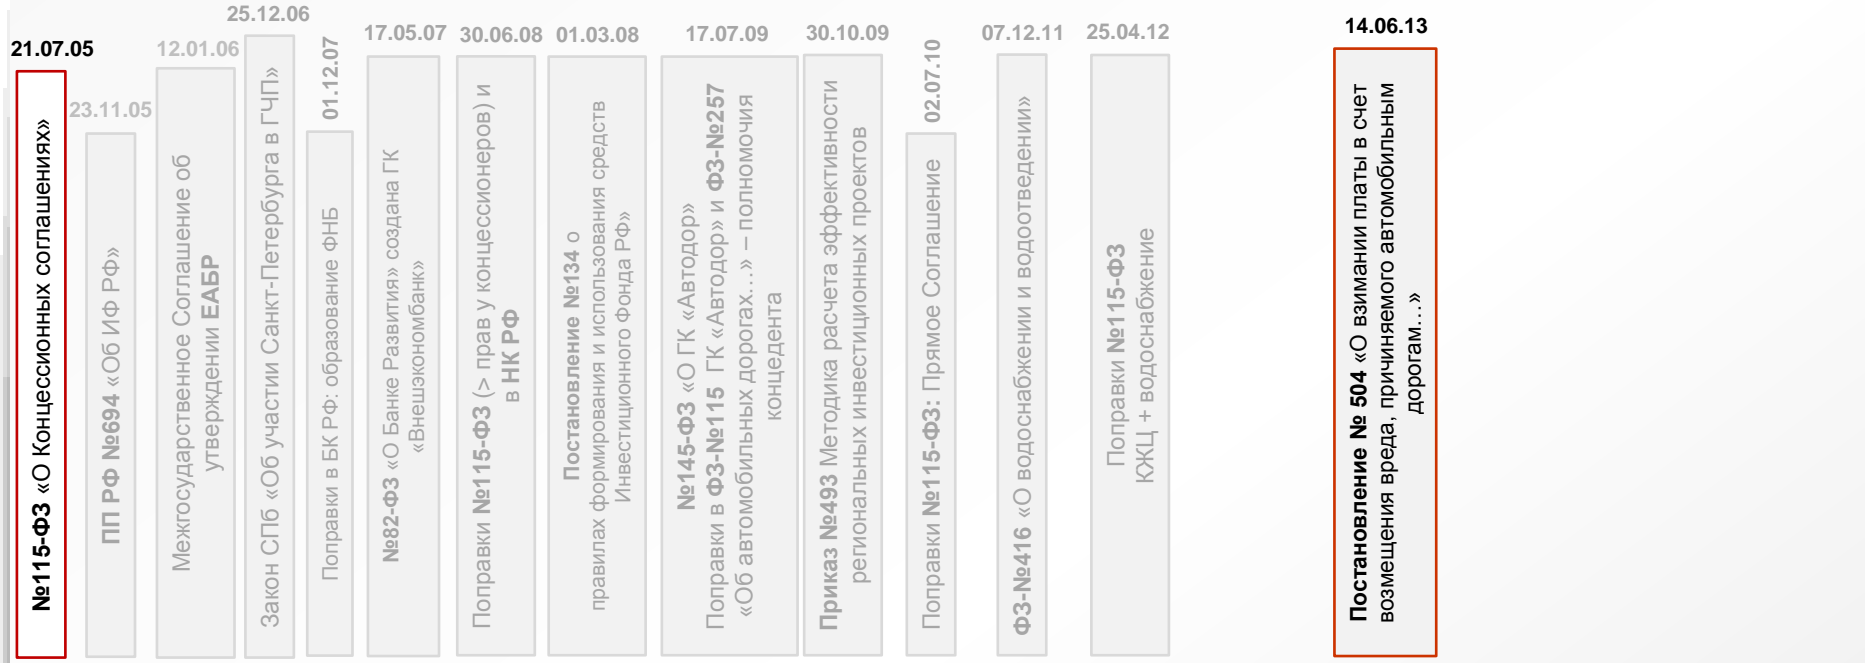 21.07.05
№115-ФЗ «О Концессионных соглашениях»
23.11.05
ПП РФ №694 «Об ИФ РФ»
12.01.06
Межгосударственное Соглашение об
утверждении ЕАБР
25.12.06
Закон СПб «Об участии Санкт-Петербурга в ГЧП»
01.12.07
Поправки в БК РФ: образование ФНБ
17.05.07
№82-ФЗ «О Банке Развития» создана ГК
«Внешэкономбанк»
30.06.08
Поправки №115-ФЗ (> прав у концессионеров) и
в НК РФ
01.03.08
Постановление №134 о
правилах формирования и использования средств
Инвестиционного Фонда РФ»
17.07.09
№145-ФЗ «О ГК «Автодор»
Поправки в ФЗ-№115 ГК «Автодор» и ФЗ-№257
«Об автомобильных дорогах…» – полномочия
концедента
30.10.09
Приказ №493 Методика расчета эффективности
региональных инвестиционных проектов
02.07.10
Поправки №115-ФЗ: Прямое Соглашение
07.12.11
ФЗ-№416 «О водоснабжении и водоотведении»
25.04.12
Поправки №115-ФЗ
КЖЦ + водоснабжение
14.06.13
Постановление № 504 «О взимании платы в счет
возмещения вреда, причиняемого автомобильным
дорогам…»